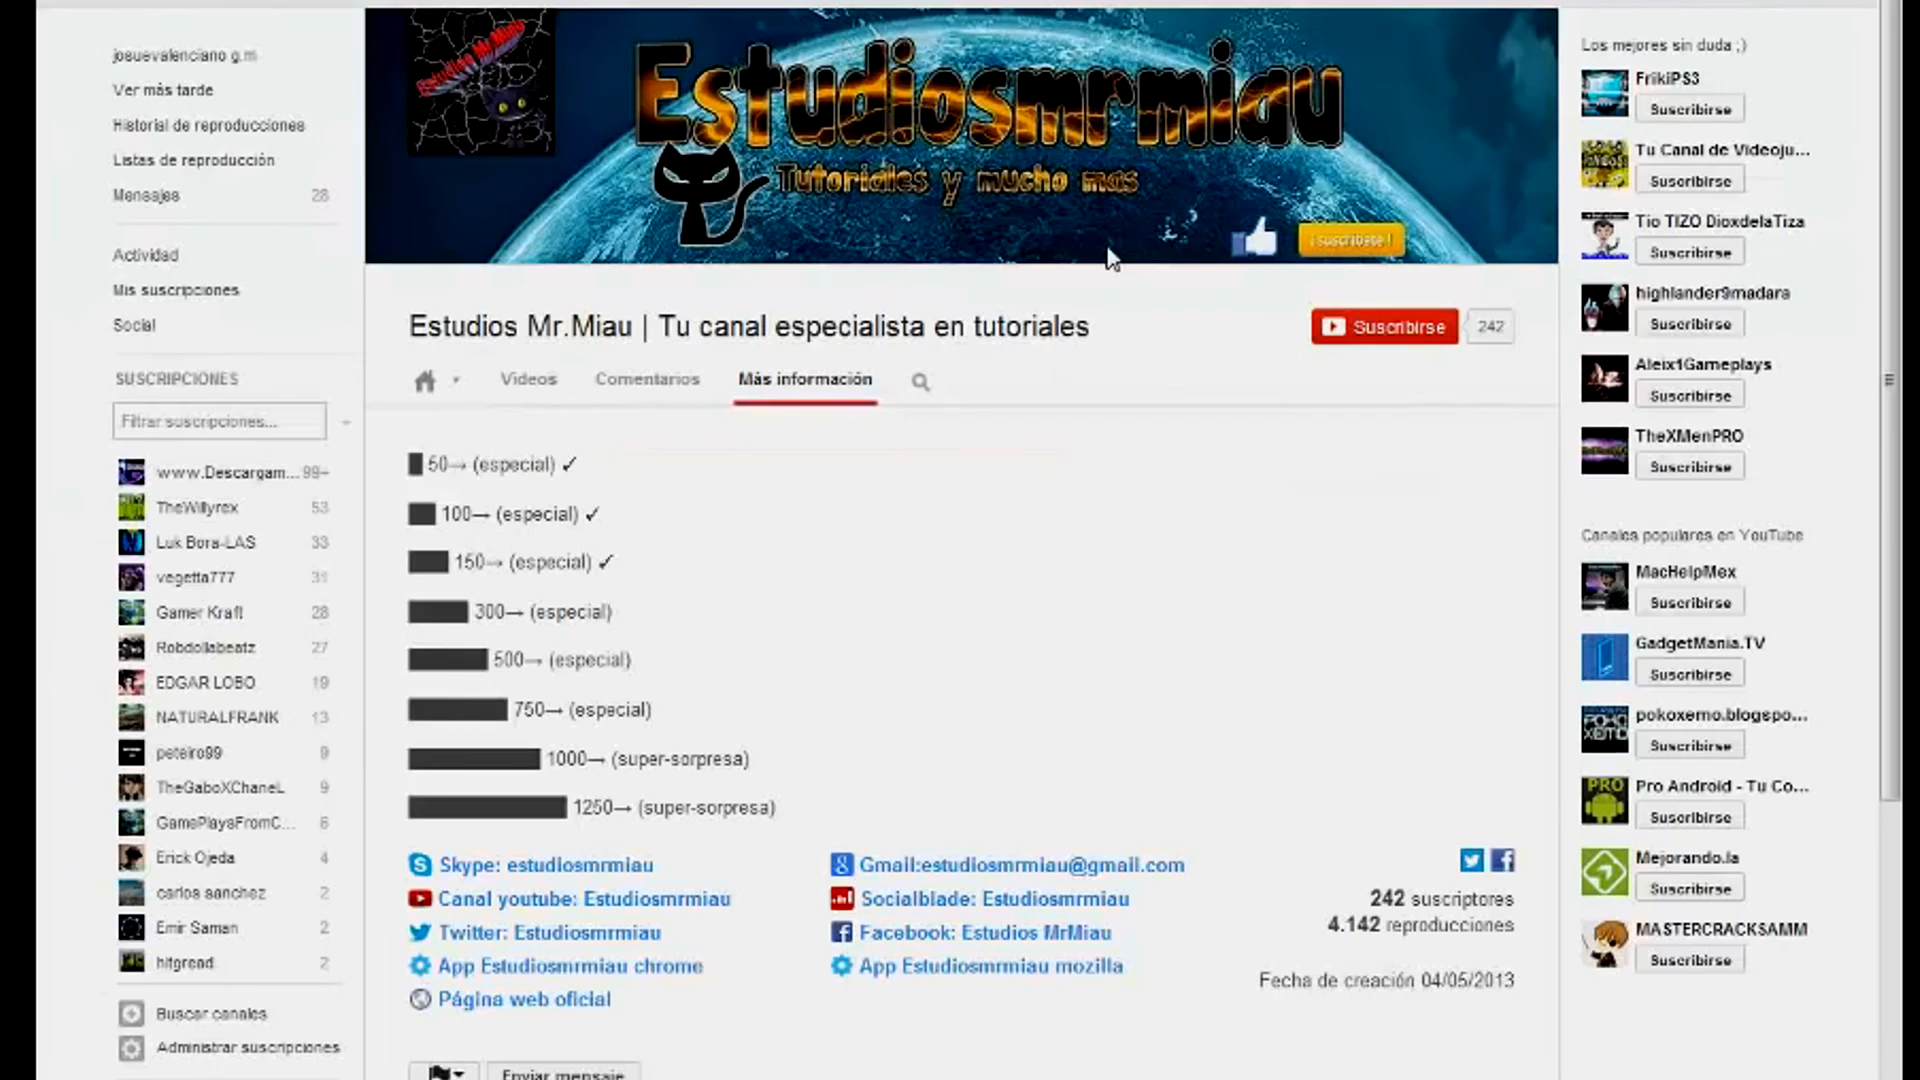 josuevalenciano g.m
Ver más tarde
Historial de reproducciones
Listas de reproducción
Mensajes 28
Actividad
Mis suscripciones
Social
SUSCRIPCIONES
Filtrar suscripciones...
www.Descargam... 99+
TheWillyrex 53
Luk Bora-LAS 33
vegetta777 31
Gamer Kraft 28
Robdollabeatz 27
EDGAR LOBO 19
NATURALFRANK 13
peteiro99 9
TheGaboXChaneL 9
GamePlaysFromC... 6
Erick Ojeda 4
carlos sanchez 2
Emir Saman 2
hitgread 2
Buscar canales
Administrar suscripciones
Estudios Mr.Miau
Estudiosmrmiau
Tutoriales y mucho mas
¡suscribete!
Estudios Mr.Miau | Tu canal especialista en tutoriales
Suscribirse 242
Videos Comentarios Más información
50→ (especial) ✓
100→ (especial) ✓
150→ (especial) ✓
300→ (especial)
500→ (especial)
750→ (especial)
1000→ (super-sorpresa)
1250→ (super-sorpresa)
Skype: estudiosmrmiau
Gmail:estudiosmrmiau@gmail.com
Canal youtube: Estudiosmrmiau
Socialblade: Estudiosmrmiau
Twitter: Estudiosmrmiau
Facebook: Estudios MrMiau
App Estudiosmrmiau chrome
App Estudiosmrmiau mozilla
Página web oficial
242 suscriptores
4.142 reproducciones
Fecha de creación 04/05/2013
Enviar mensaje
Los mejores sin duda ;)
FrikiPS3
Suscribirse
Tu Canal de Videoju...
Suscribirse
Tio TIZO DioxdelaTiza
Suscribirse
highlander9madara
Suscribirse
Aleix1Gameplays
Suscribirse
TheXMenPRO
Suscribirse
Canales populares en YouTube
MacHelpMex
Suscribirse
GadgetMania.TV
Suscribirse
POKO
XEMO
pokoxemo.blogspo...
Suscribirse
PRO
Pro Android - Tu Co...
Suscribirse
Mejorando.la
Suscribirse
MASTERCRACKSAMM
Suscribirse